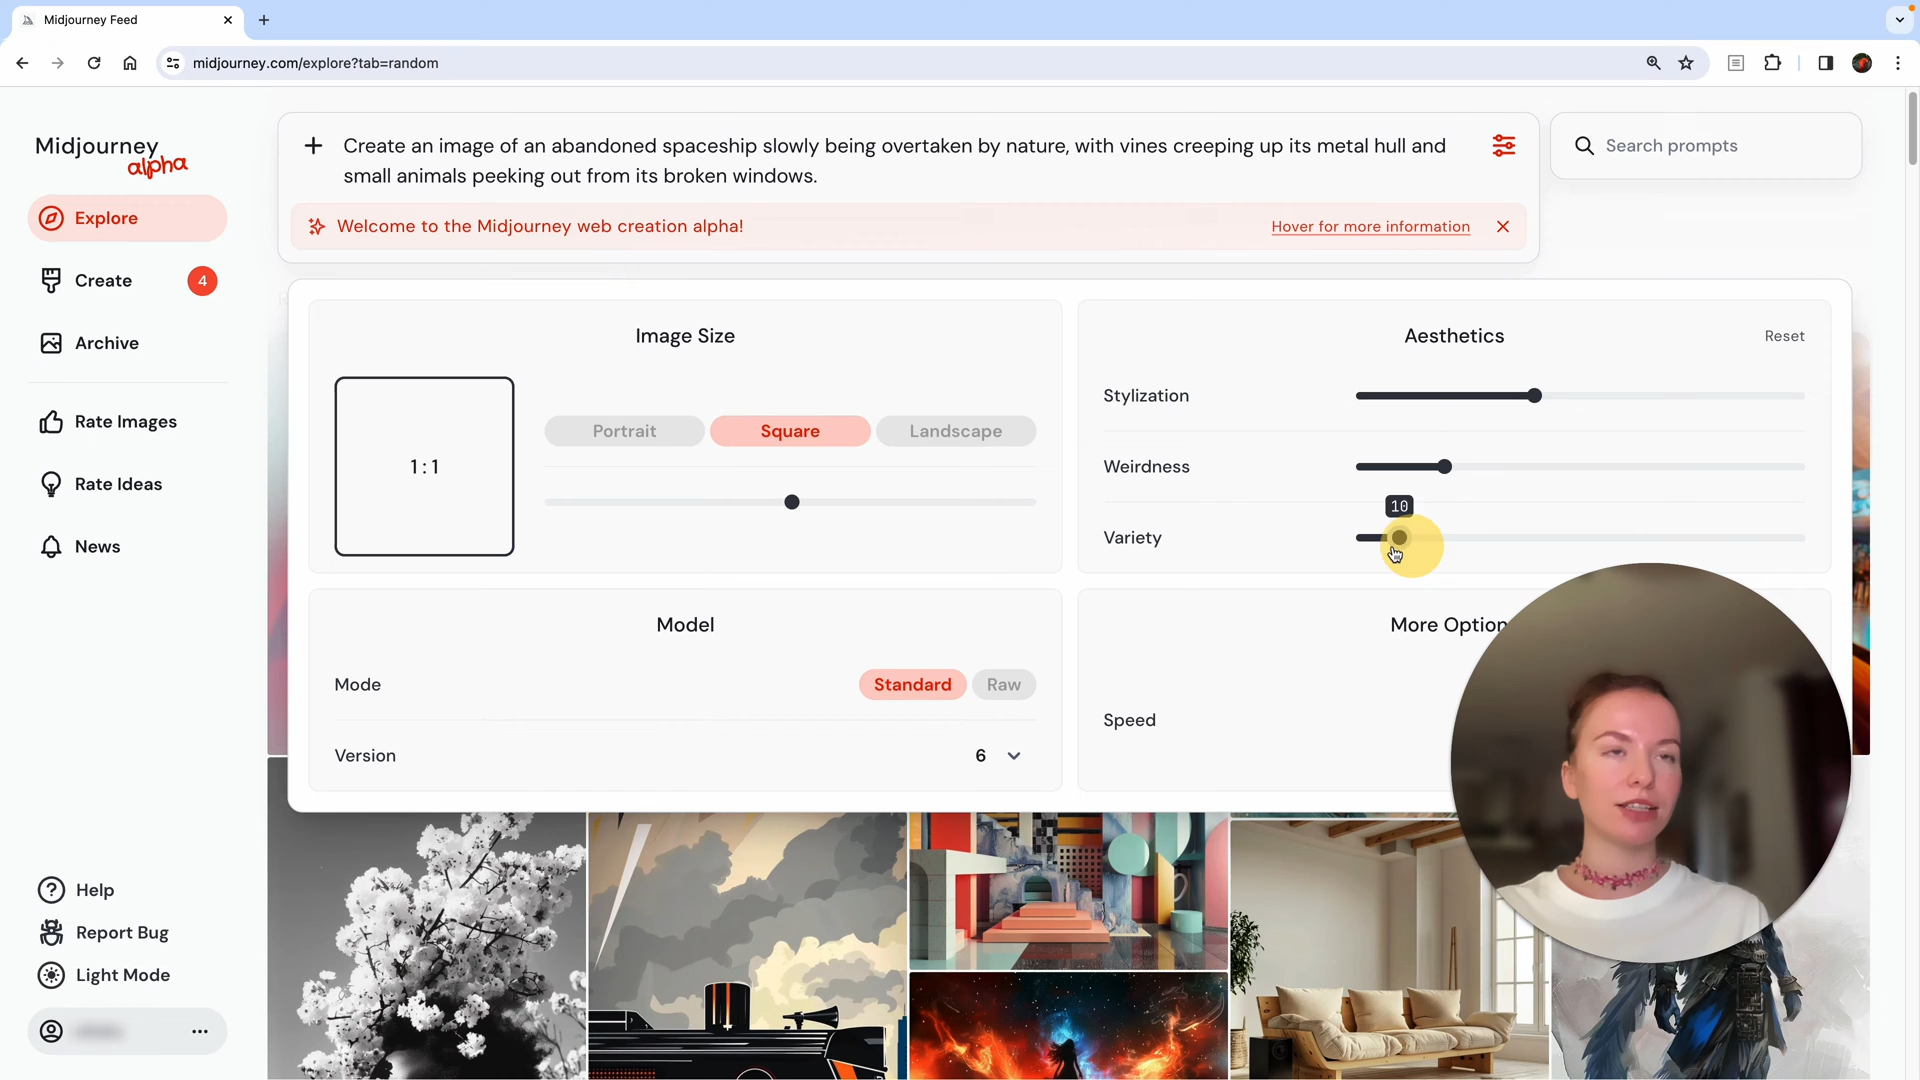 Midjourney Feed
midjourney.com/explore?tab=random
Midjourney
alpha
Create an image of an abandoned spaceship slowly being overtaken by nature, with vines creeping up its metal hull and
small animals peeking out from its broken windows.
Search prompts
Welcome to the Midjourney web creation alpha!
Hover for more information
Explore
Create
4
Archive
Rate Images
Rate Ideas
News
Image Size
1:1
Portrait
Square
Landscape
Aesthetics
Reset
Stylization
Weirdness
10
Variety
Model
Mode
Standard
Raw
Version
6
More Option
Speed
Help
Report Bug
Light Mode